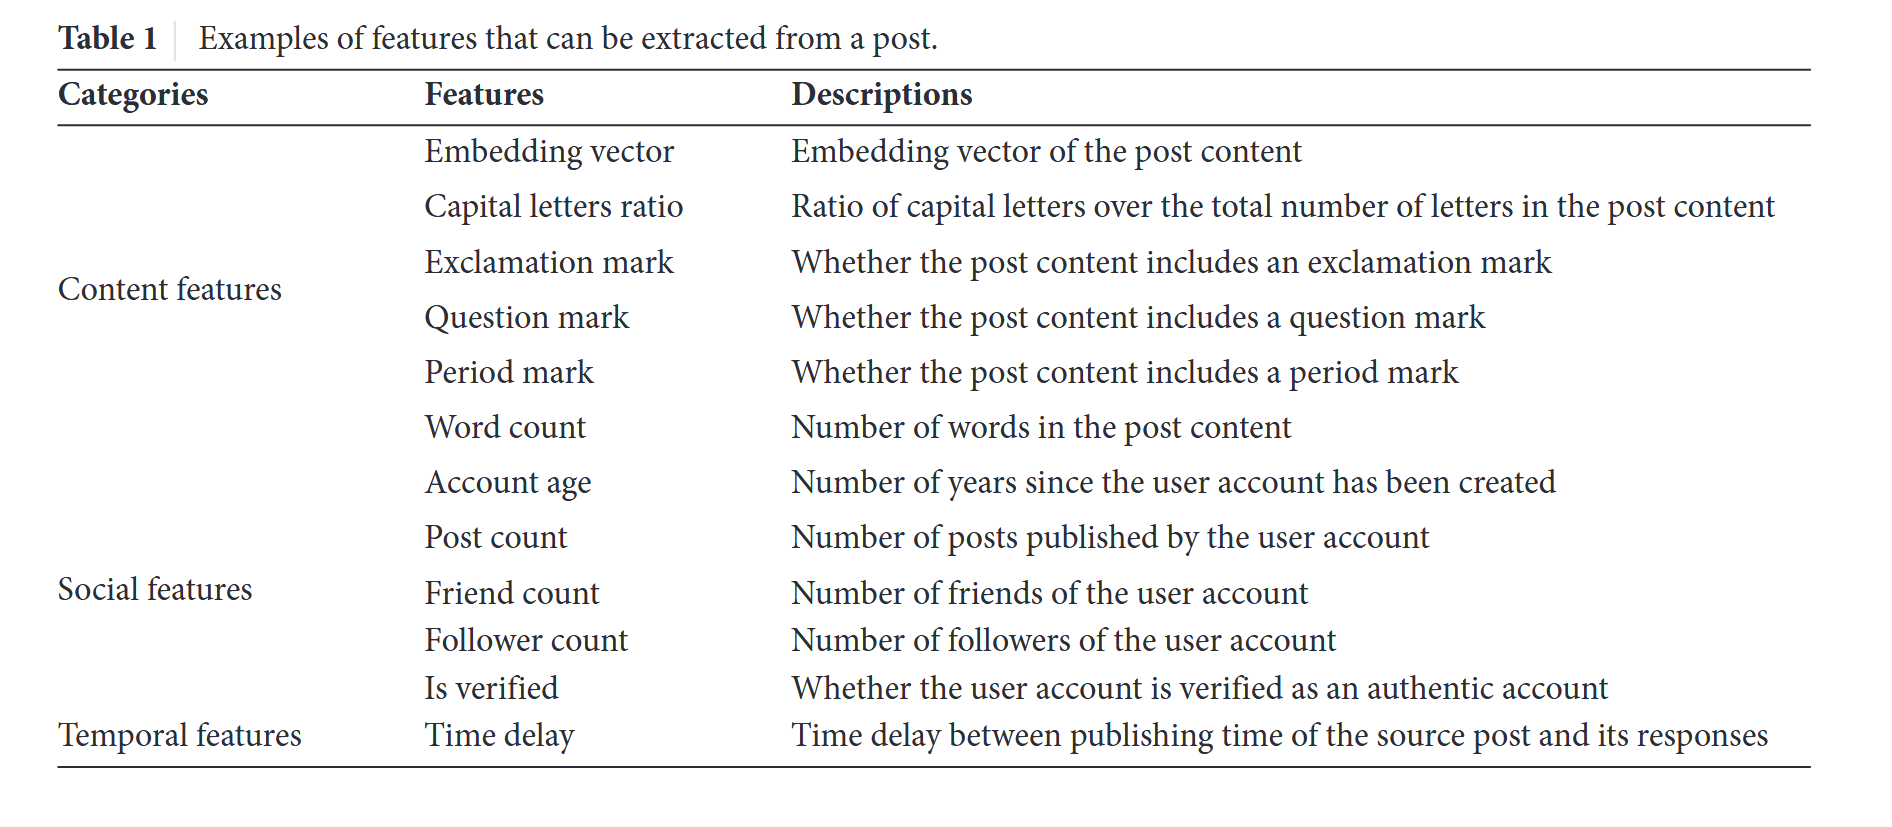 Table 1 Examples of features that can be extracted from a post.
Categories Features Descriptions
Embedding vector Embedding vector of the post content
Capital letters ratio Ratio of capital letters over the total number of letters in the post content
Exclamation mark Whether the post content includes an exclamation mark
Content features
Question mark Whether the post content includes a question mark
Period mark Whether the post content includes a period mark
Word count Number of words in the post content
Account age Number of years since the user account has been created
Post count Number of posts published by the user account
Social features Friend count Number of friends of the user account
Follower count Number of followers of the user account
Is verified Whether the user account is verified as an authentic account
Temporal features Time delay Time delay between publishing time of the source post and its responses